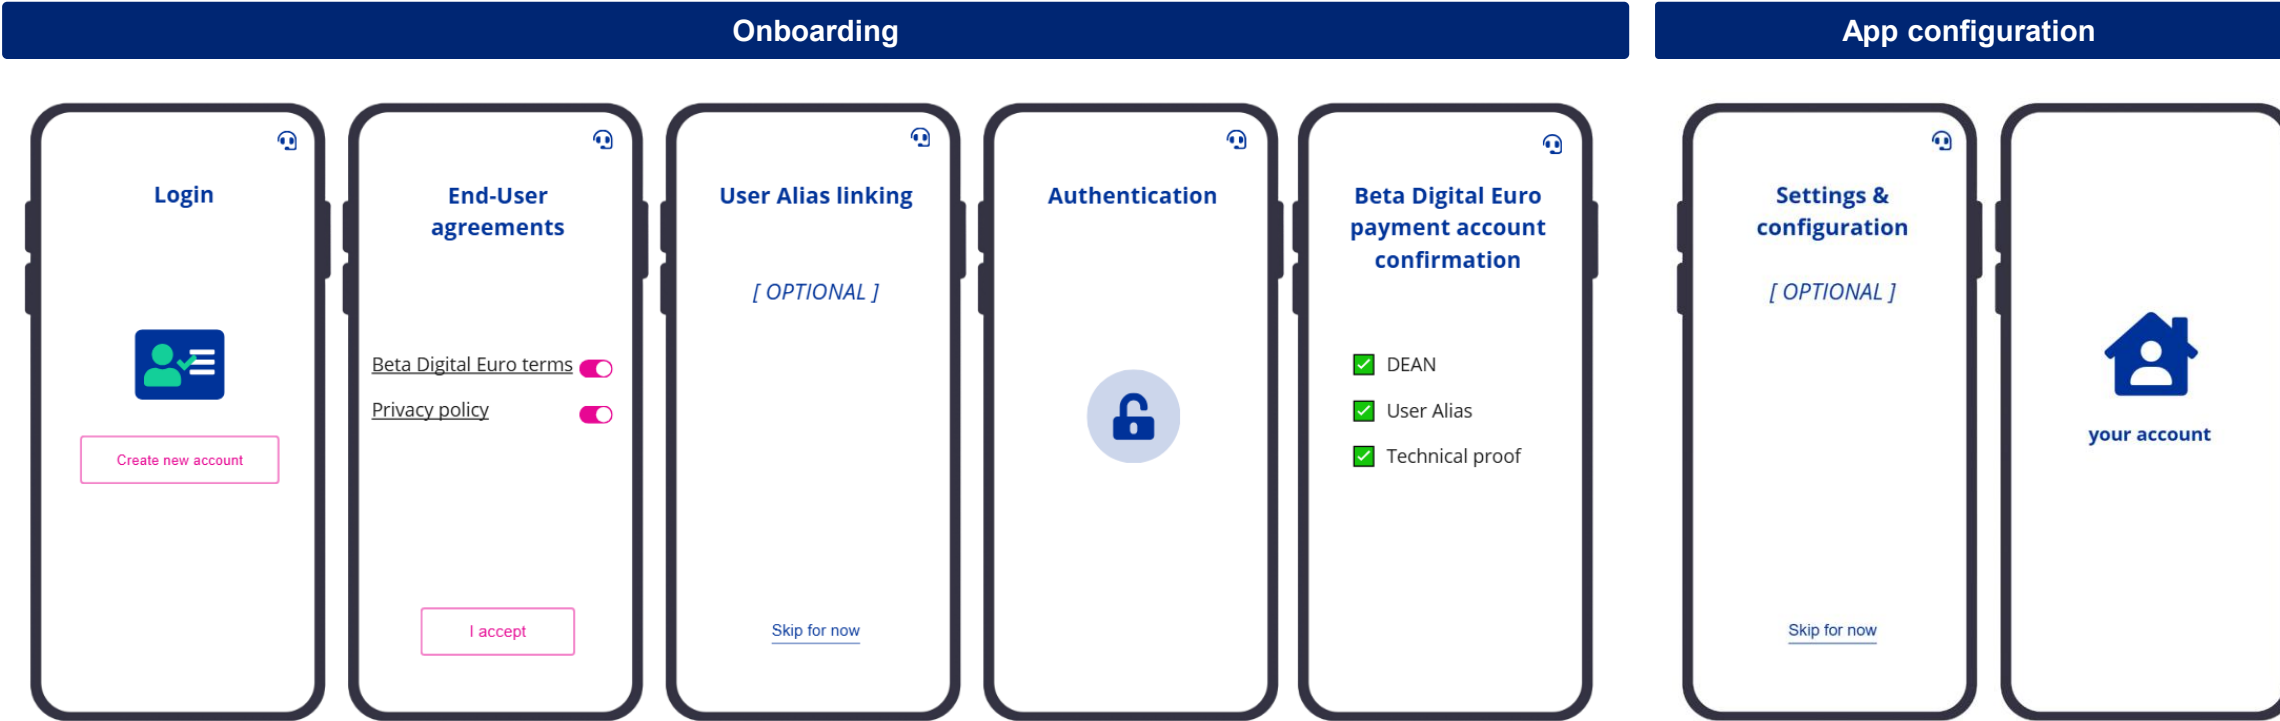 Onboarding
App configuration
Login
Create new account
End-User
agreements
Beta Digital Euro terms
Privacy policy
I accept
User Alias linking
[ OPTIONAL ]
Skip for now
Authentication
Beta Digital Euro
payment account
confirmation
DEAN
User Alias
Technical proof
Settings &
configuration
[ OPTIONAL ]
Skip for now
your account